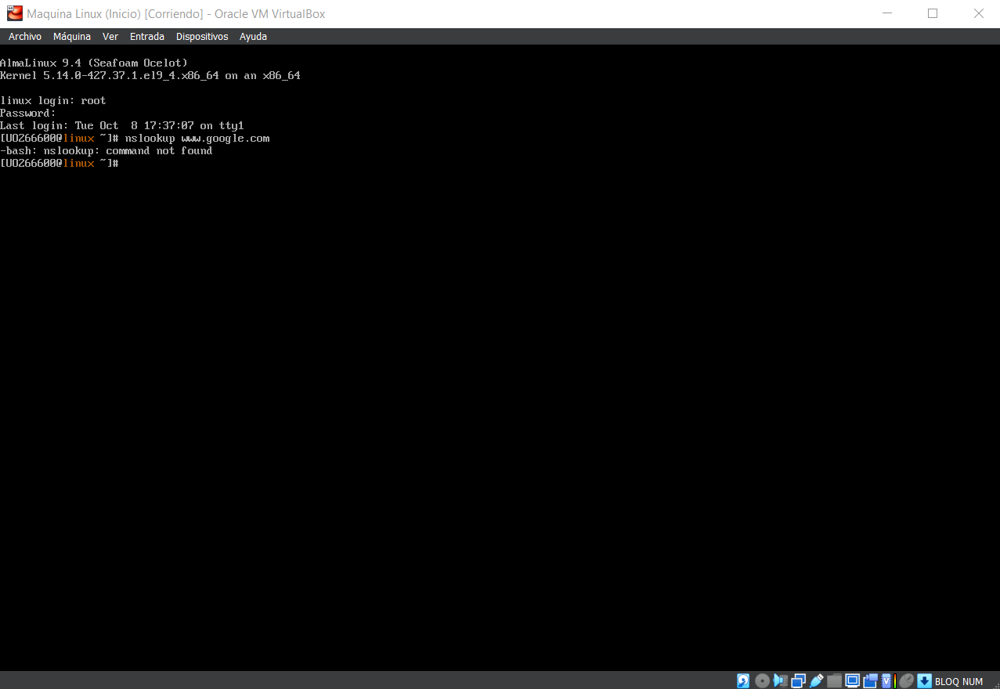 Maquina Linux (Inicio) [Corriendo] - Oracle VM VirtualBox
Archivo Máquina Ver Entrada Dispositivos Ayuda
AlmaLinux 9.4 (Seafoam Ocelot)
Kernel 5.14.0-427.37.1.el9_4.x86_64 on an x86_64
linux login: root
Password:
Last login: Tue Oct  8 17:37:07 on tty1
[UO266600@linux ~]# nslookup www.google.com
-bash: nslookup: command not found
[UO266600@linux ~]#
BLOQ NUM